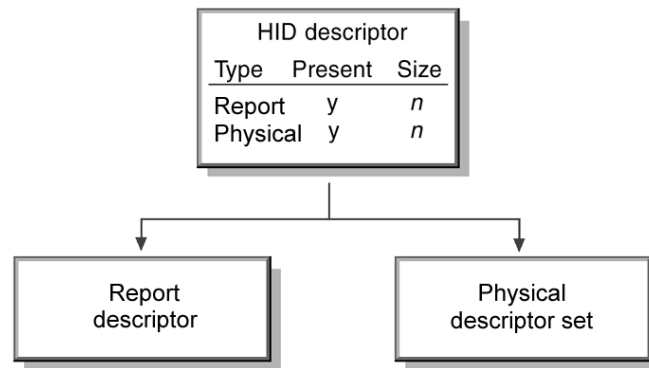 HID descriptor
Type Present Size
Report y n
Physical y n
Report
descriptor
Physical
descriptor set